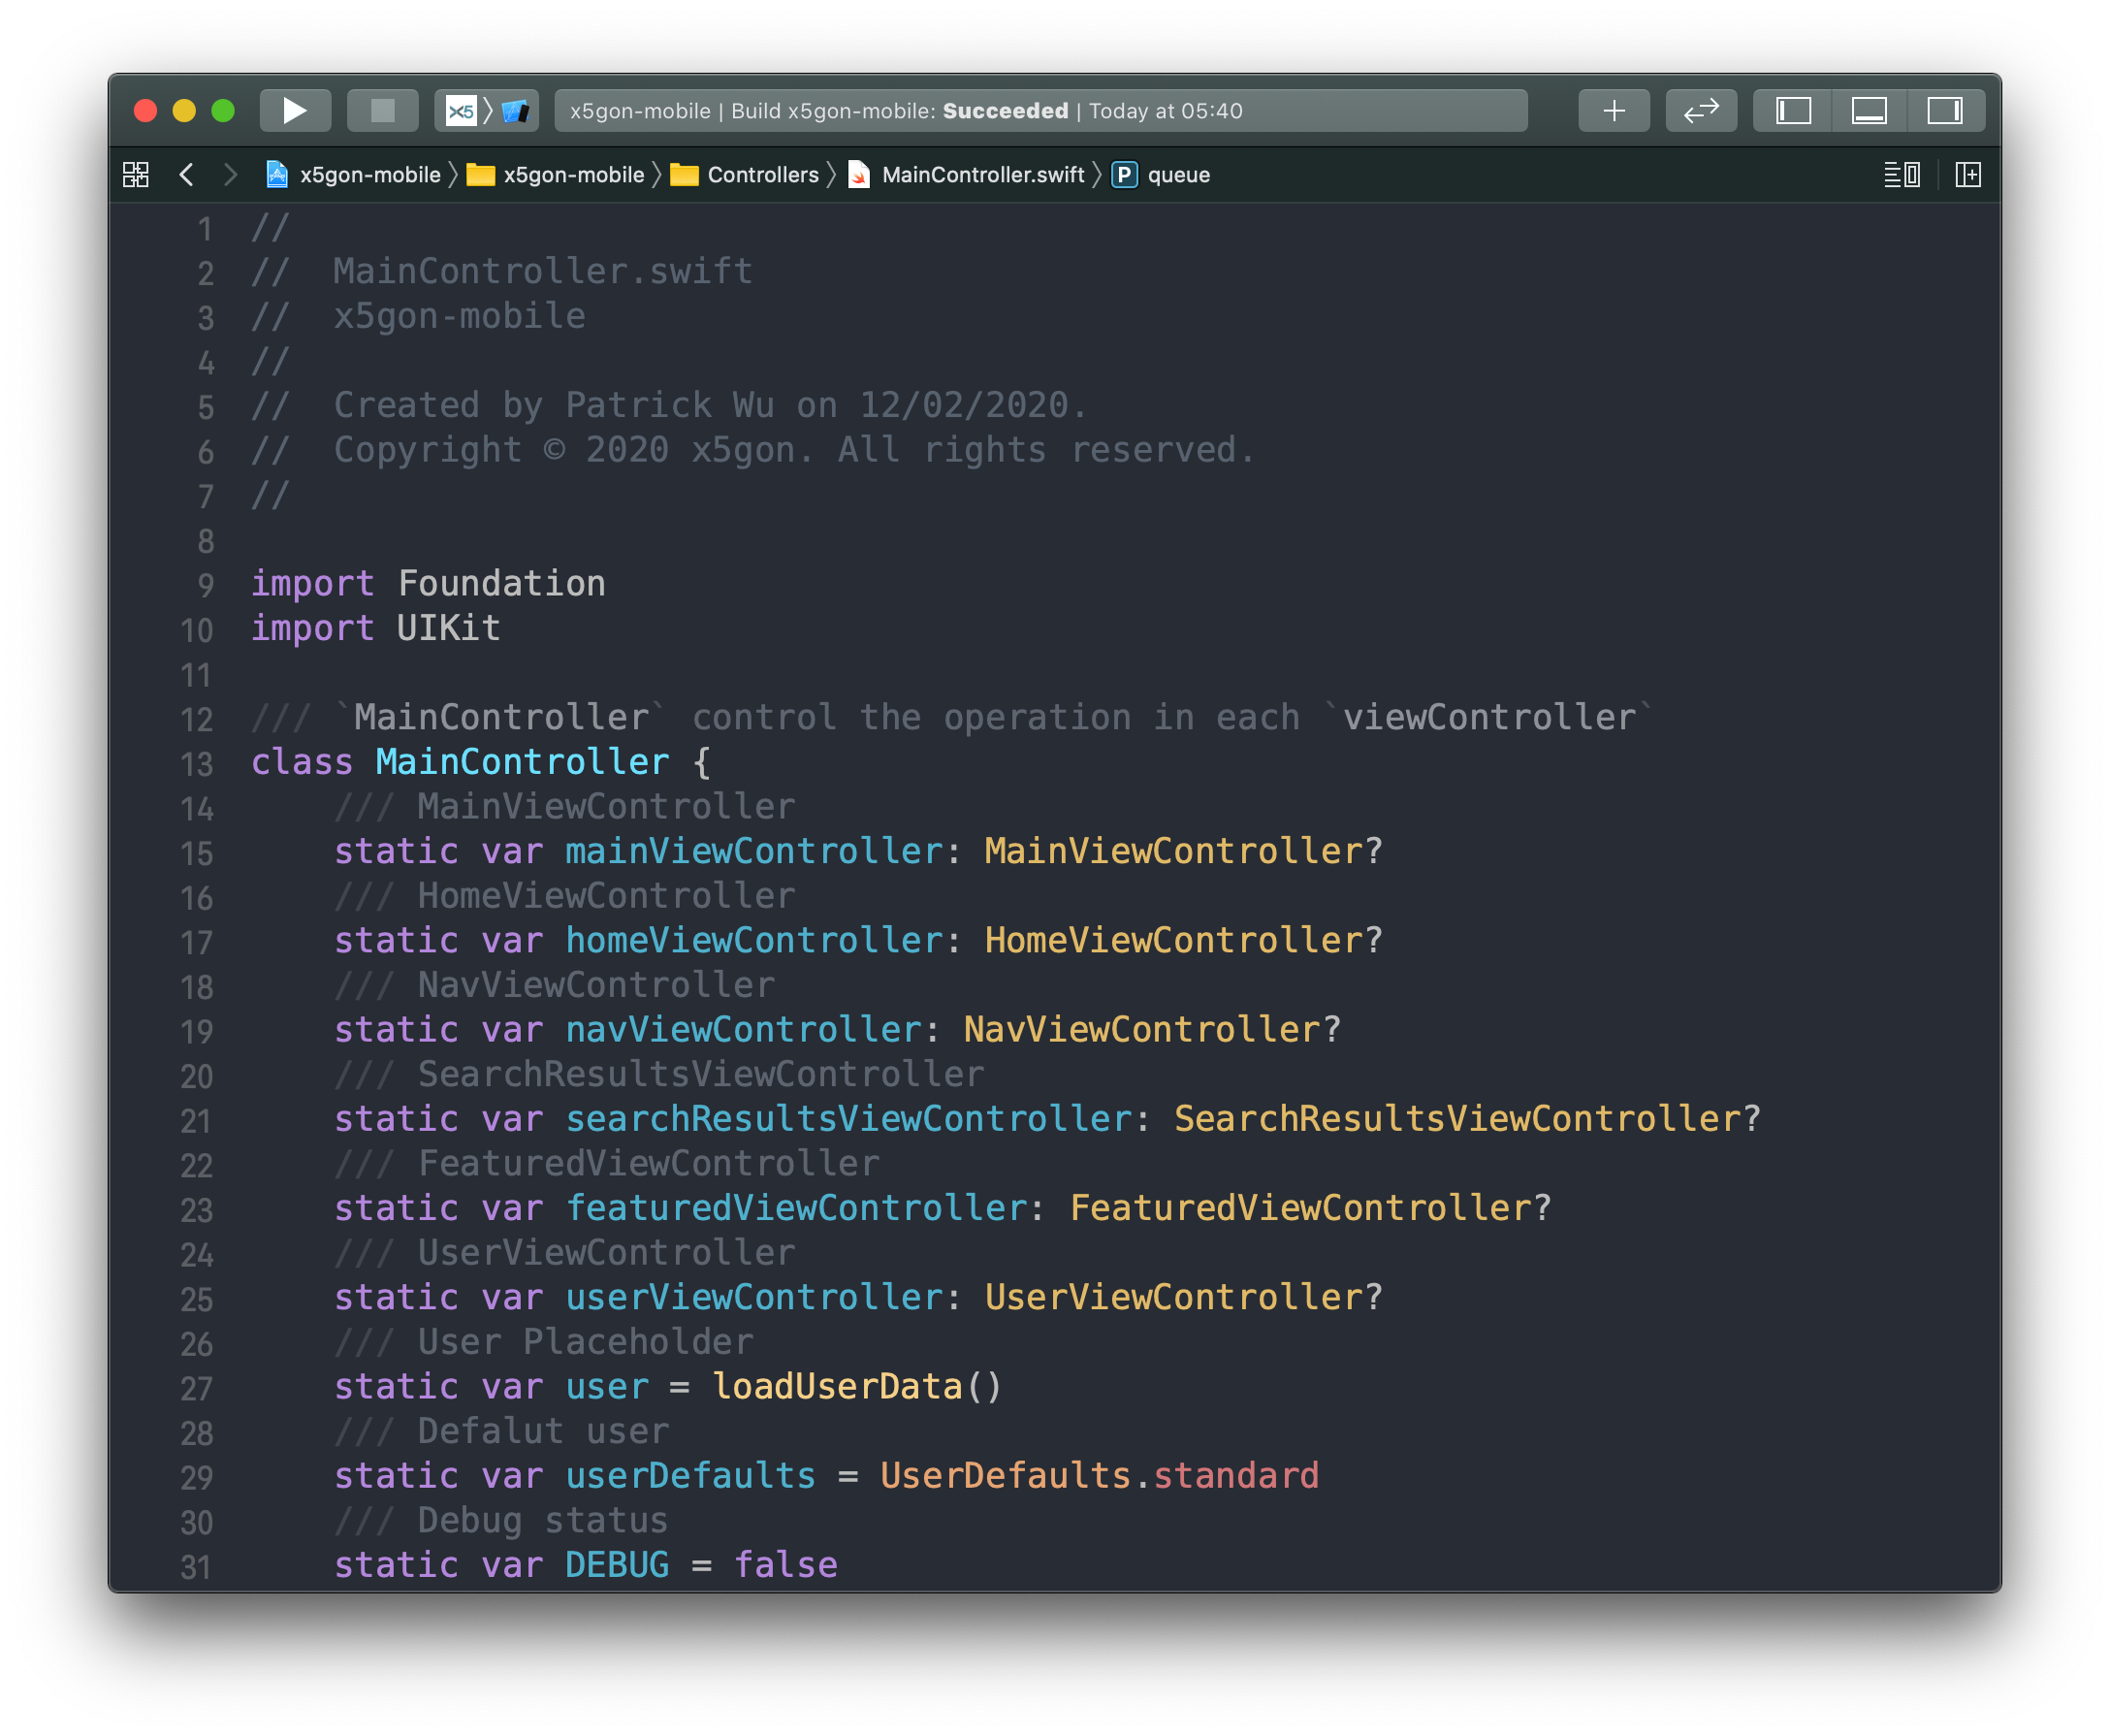 X5 x5gon-mobile | Build x5gon-mobile: Succeeded | Today at 05:40
x5gon-mobile x5gon-mobile Controllers MainController.swift P queue
1 //
2 //  MainController.swift
3 //  x5gon-mobile
4 //
5 //  Created by Patrick Wu on 12/02/2020.
6 //  Copyright © 2020 x5gon. All rights reserved.
7 //
8
9 import Foundation
10 import UIKit
11
12 /// `MainController` control the operation in each `viewController`
13 class MainController {
14     /// MainViewController
15     static var mainViewController: MainViewController?
16     /// HomeViewController
17     static var homeViewController: HomeViewController?
18     /// NavViewController
19     static var navViewController: NavViewController?
20     /// SearchResultsViewController
21     static var searchResultsViewController: SearchResultsViewController?
22     /// FeaturedViewController
23     static var featuredViewController: FeaturedViewController?
24     /// UserViewController
25     static var userViewController: UserViewController?
26     /// User Placeholder
27     static var user = loadUserData()
28     /// Defalut user
29     static var userDefaults = UserDefaults.standard
30     /// Debug status
31     static var DEBUG = false